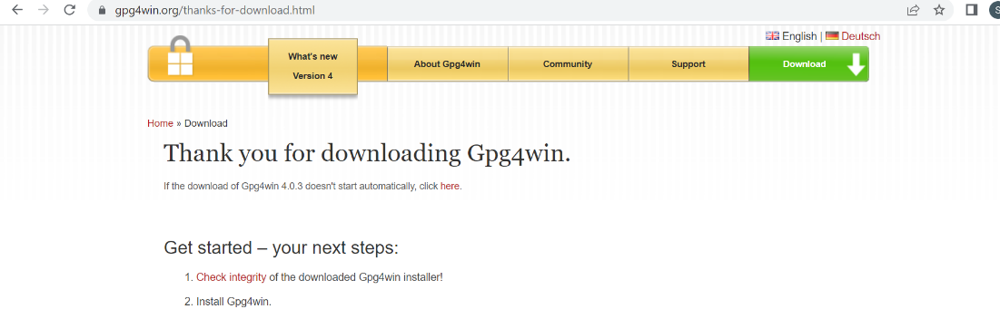 gpg4win.org/thanks-for-download.html
English | Deutsch
What's new
Version 4
About Gpg4win
Community
Support
Download
Home » Download
Thank you for downloading Gpg4win.
If the download of Gpg4win 4.0.3 doesn't start automatically, click here.
Get started – your next steps:
1. Check integrity of the downloaded Gpg4win installer!
2. Install Gpg4win.